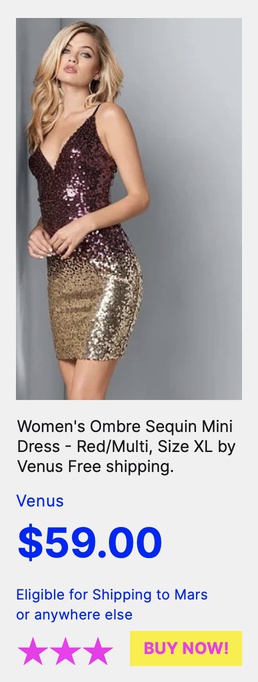 Women's Ombre Sequin Mini
Dress - Red/Multi, Size XL by
Venus Free shipping.
Venus
$59.00
Eligible for Shipping to Mars
or anywhere else
BUY NOW!